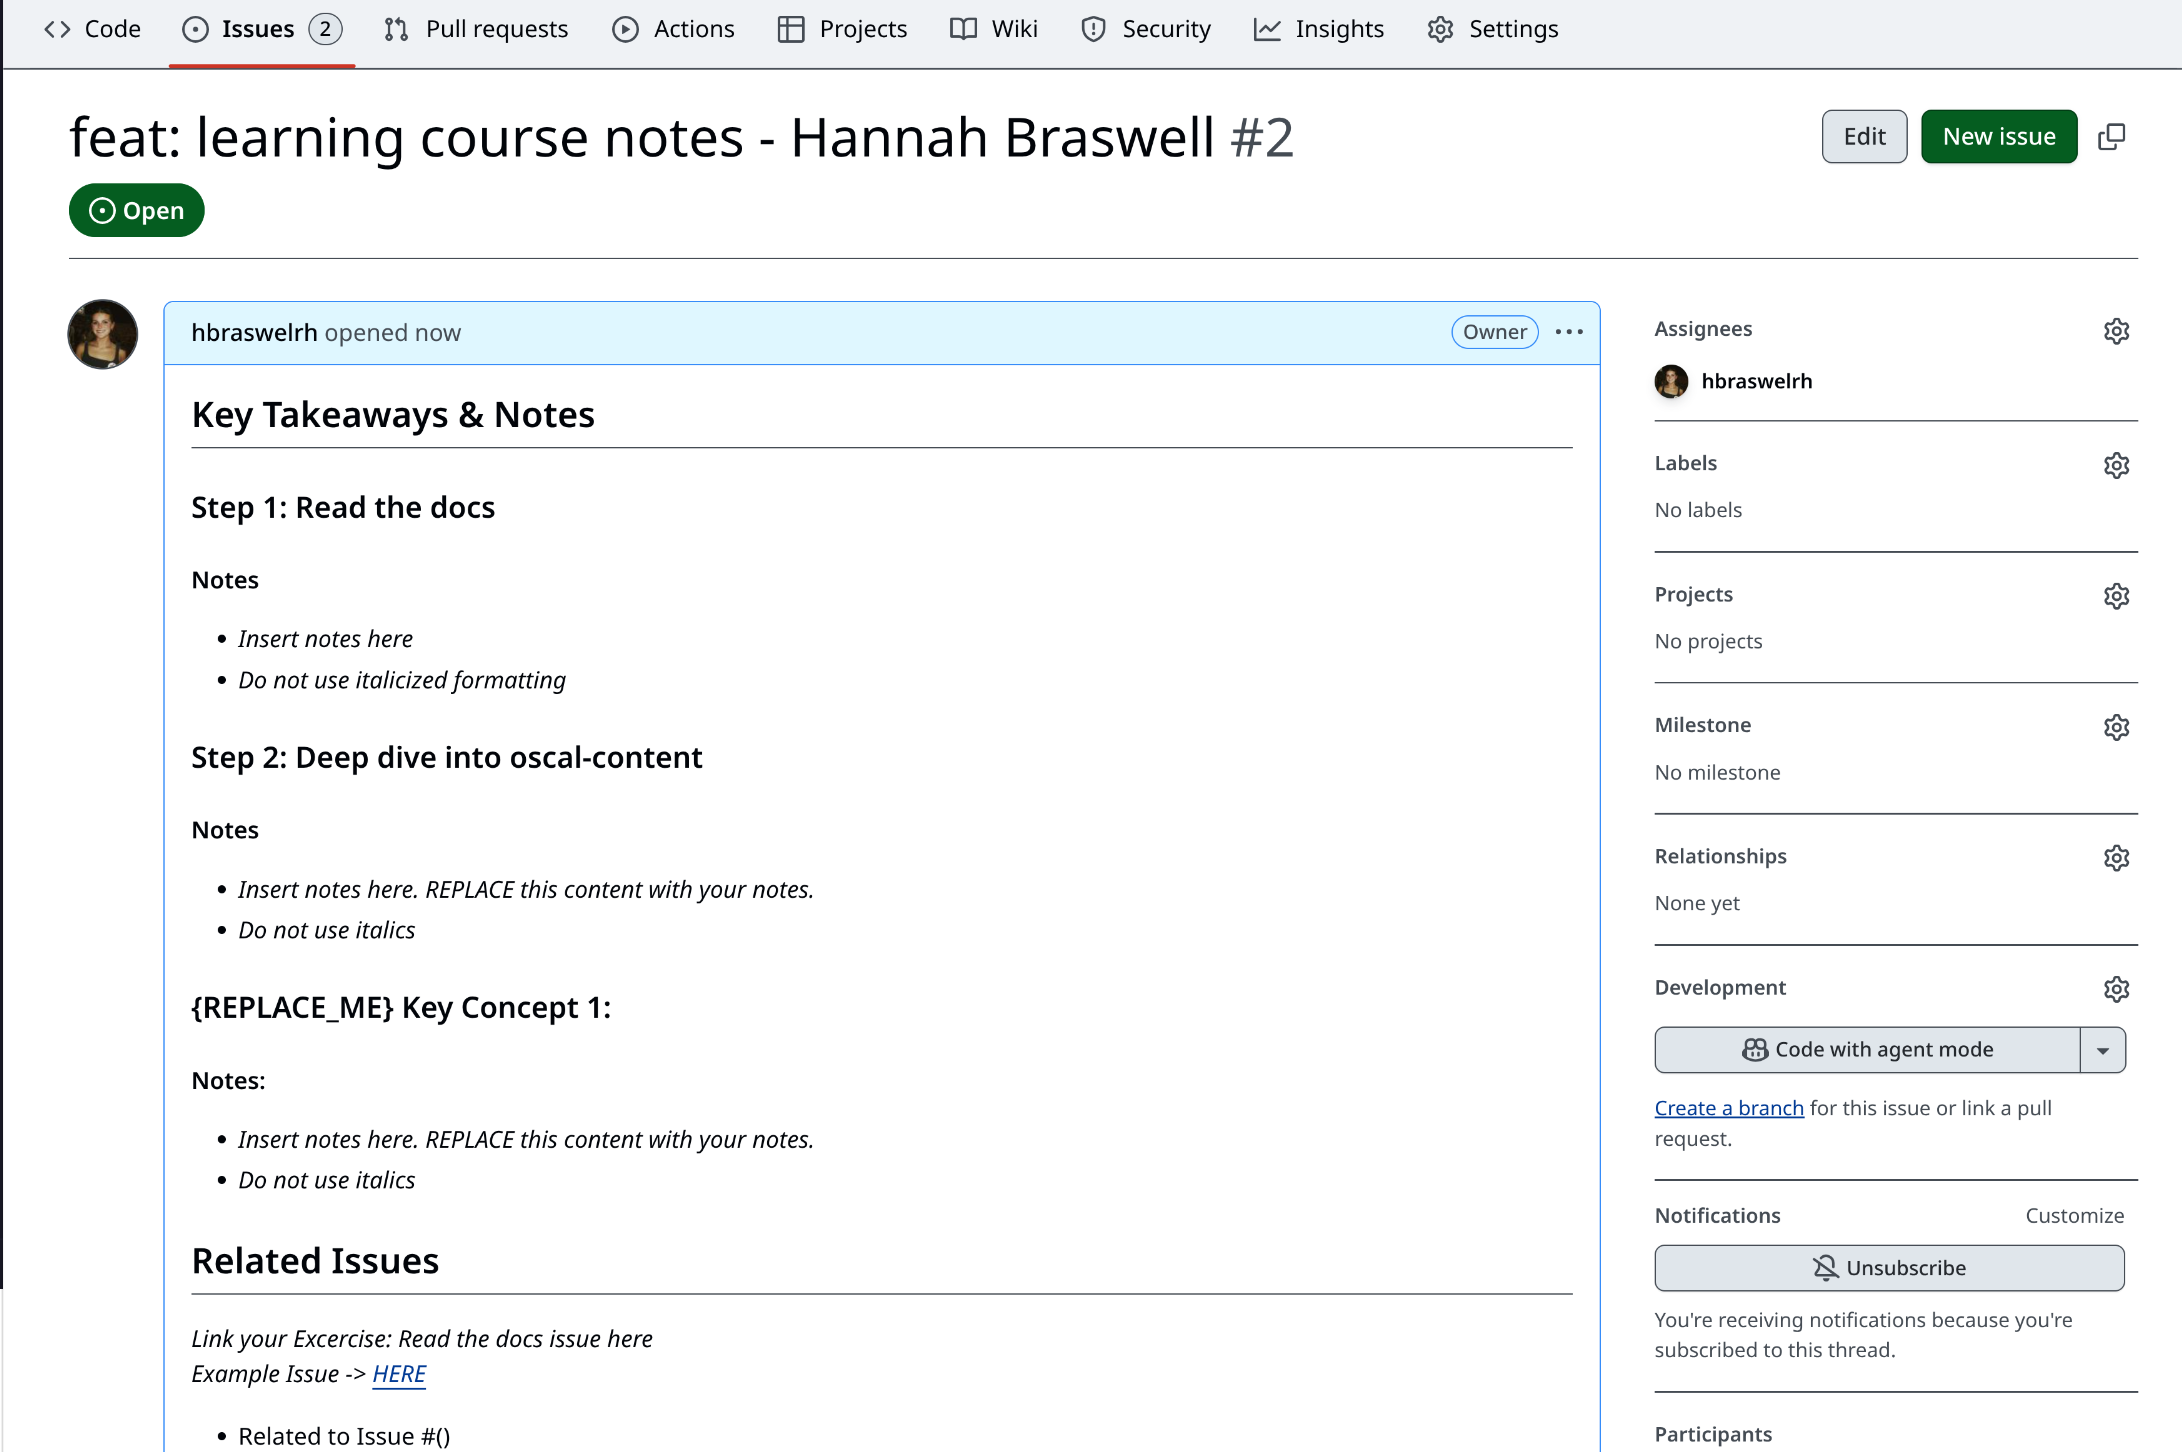 Code Issues 2 Pull requests Actions Projects Wiki Security Insights Settings
feat: learning course notes - Hannah Braswell #2
Edit New issue
Open
hbraswelrh opened now
Owner
Key Takeaways & Notes
Step 1: Read the docs
Notes
Insert notes here
Do not use italicized formatting
Step 2: Deep dive into oscal-content
Notes
Insert notes here. REPLACE this content with your notes.
Do not use italics
{REPLACE_ME} Key Concept 1:
Notes:
Insert notes here. REPLACE this content with your notes.
Do not use italics
Related Issues
Link your Excercise: Read the docs issue here
Example Issue -> HERE
Related to Issue #()
Assignees
hbraswelrh
Labels
No labels
Projects
No projects
Milestone
No milestone
Relationships
None yet
Development
Code with agent mode
Create a branch for this issue or link a pull
request.
Notifications Customize
Unsubscribe
You're receiving notifications because you're
subscribed to this thread.
Participants